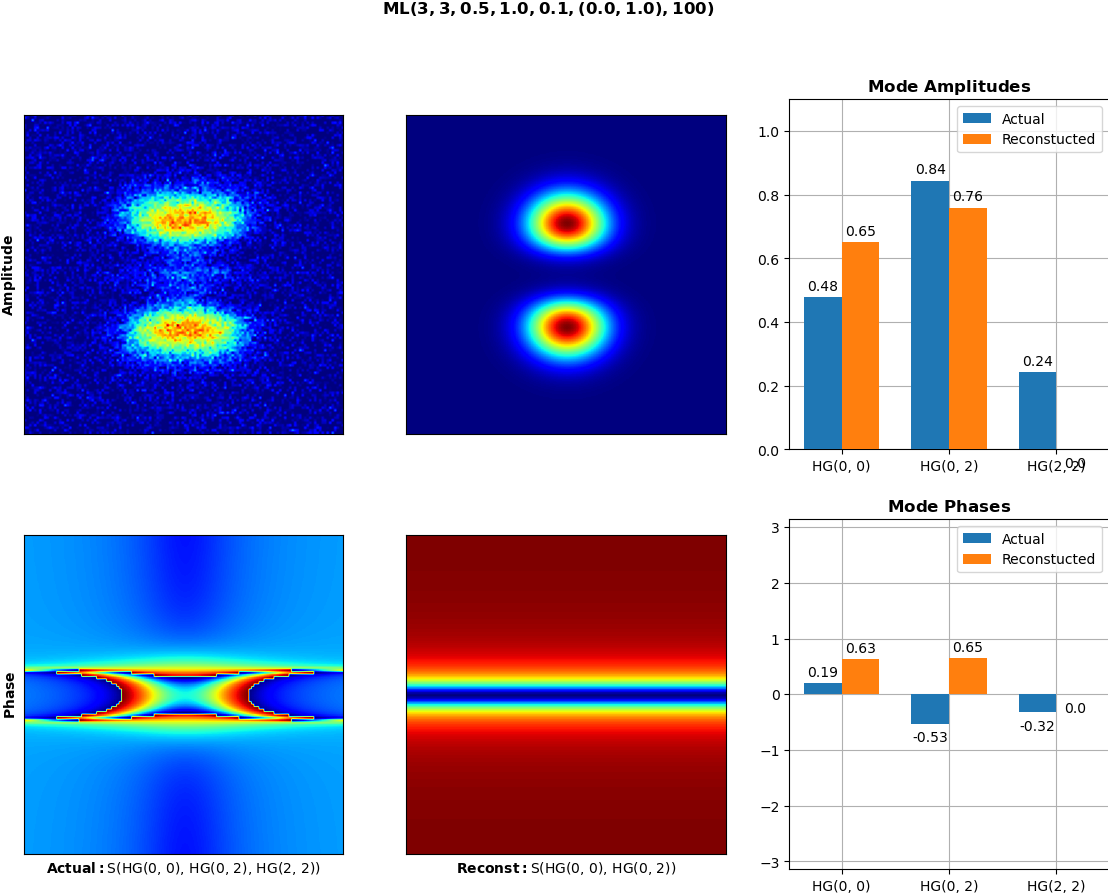 ML(3, 3, 0.5, 1.0, 0.1, (0.0, 1.0), 100)
Amplitude
Mode Amplitudes
Actual
Reconstucted
1.0
0.8
0.6
0.4
0.2
0.0
0.48
0.65
0.84
0.76
0.24
0.0
HG(0, 0)
HG(0, 2)
HG(2, 2)
Phase
Actual: S(HG(0, 0), HG(0, 2), HG(2, 2))
Reconst: S(HG(0, 0), HG(0, 2))
Mode Phases
Actual
Reconstucted
3
2
1
0
−1
−2
−3
0.19
0.63
-0.53
0.65
-0.32
0.0
HG(0, 0)
HG(0, 2)
HG(2, 2)